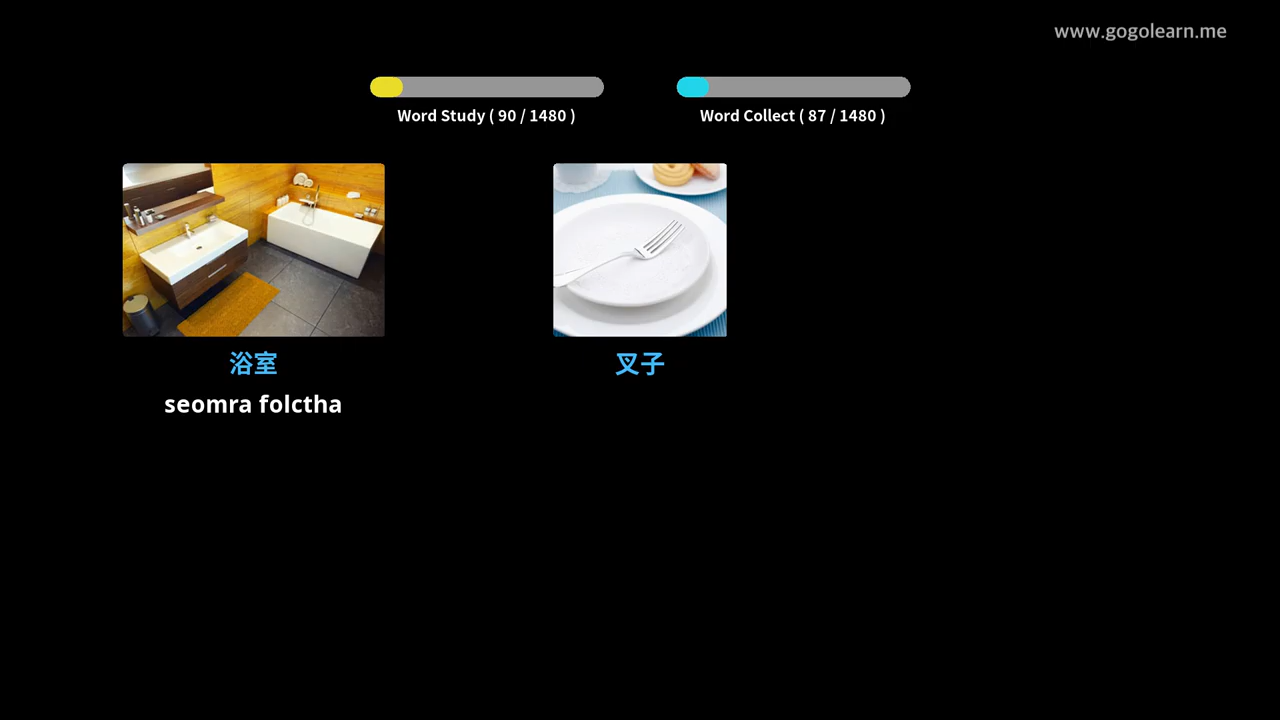 www.gogolearn.me
Word Study ( 90 / 1480 )
Word Collect ( 87 / 1480 )
浴室
seomra folctha
叉子